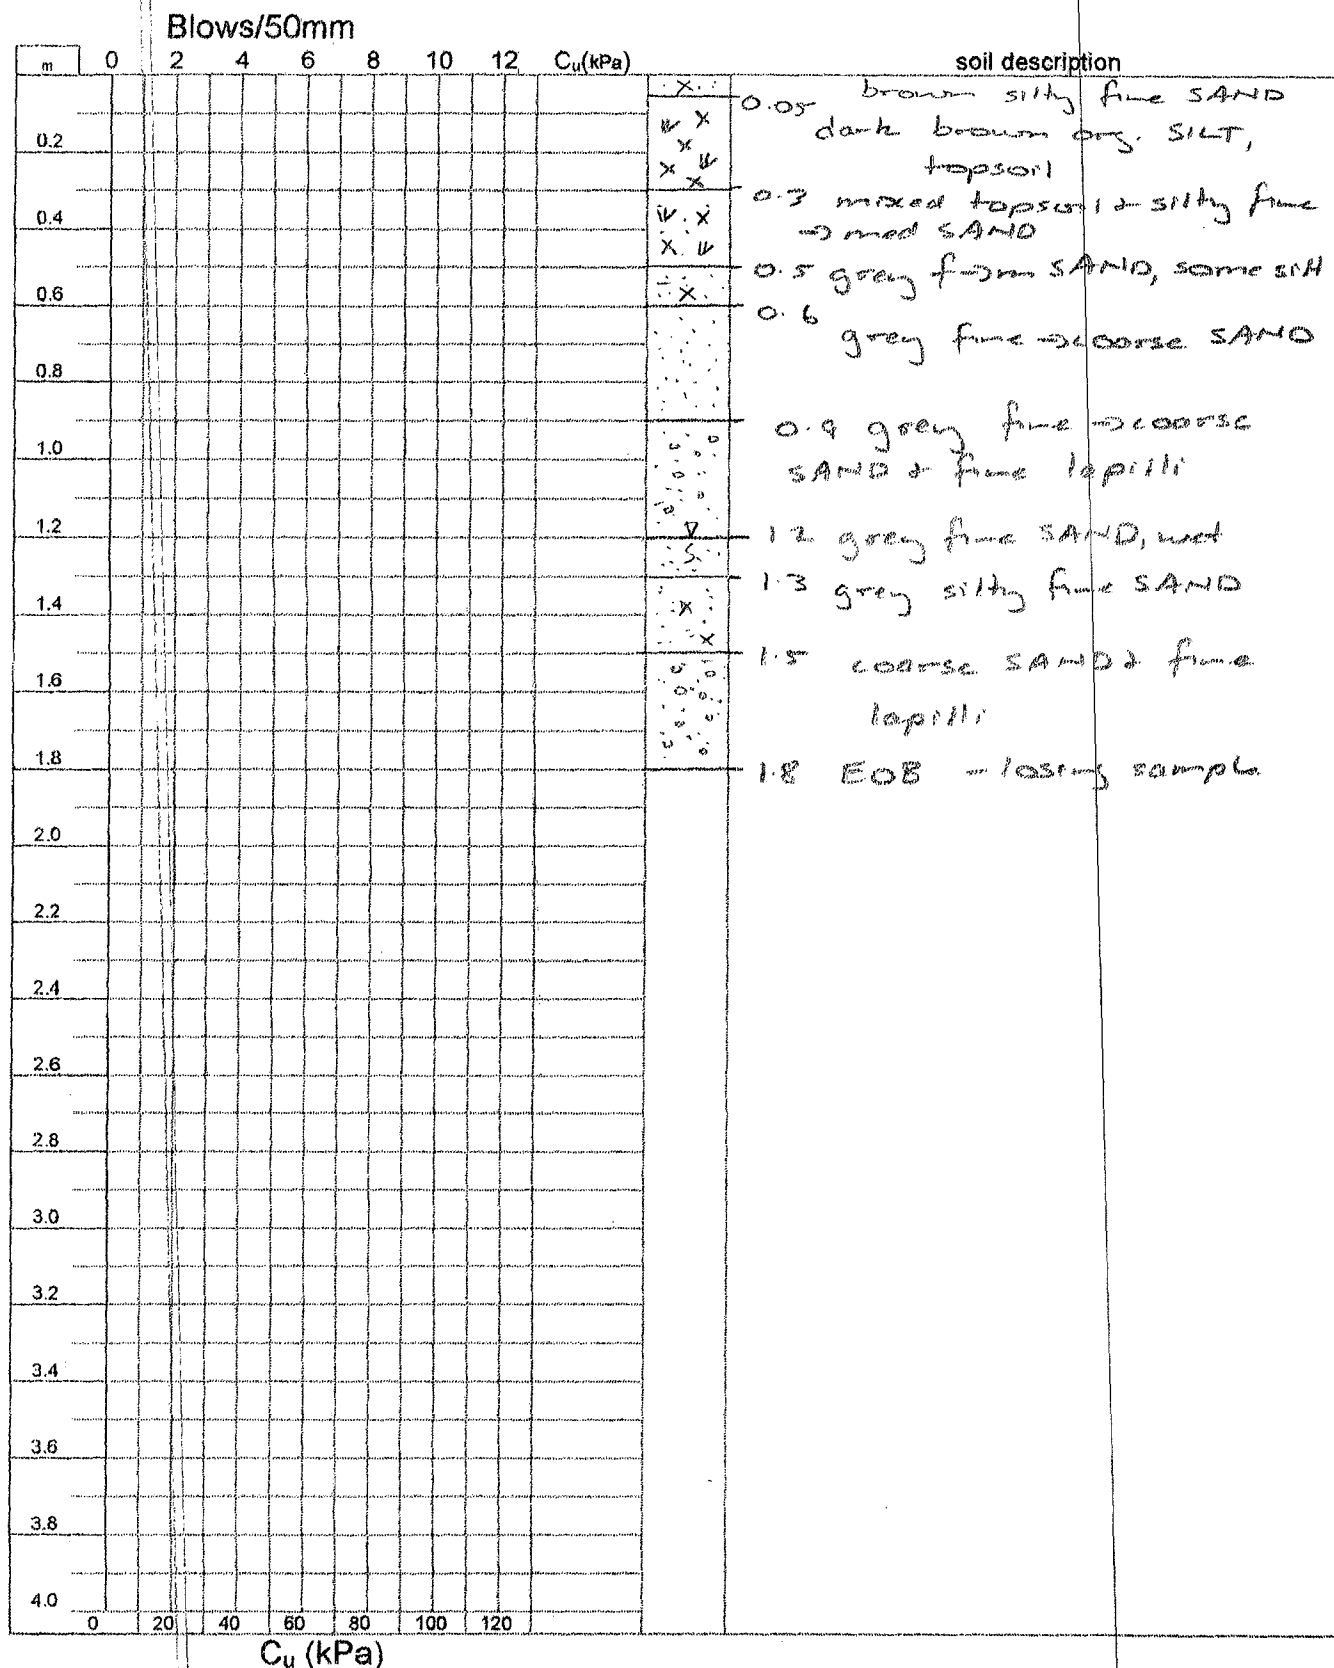 Blows/50mm
m 0 2 4 6 8 10 12 Cu(kPa) soil description
brown silty fine SAND
0.05
dark brown org. SILT,
0.2
topsoil
0.3 mixed topsoil + silty fine
0.4
→ med SAND
0.5 grey f→m SAND, some silt
0.6
0.6
grey fine → coarse SAND
0.8
0.9 grey fine → coarse
1.0
SAND + fine lapilli
1.2
1.2 grey fine SAND, wet
1.3 grey silty fine SAND
1.4
1.5 coarse SAND + fine
1.6
lapilli
1.8
1.8 EOB - losing sample
2.0
2.2
2.4
2.6
2.8
3.0
3.2
3.4
3.6
3.8
4.0
0 20 40 60 80 100 120
Cu (kPa)